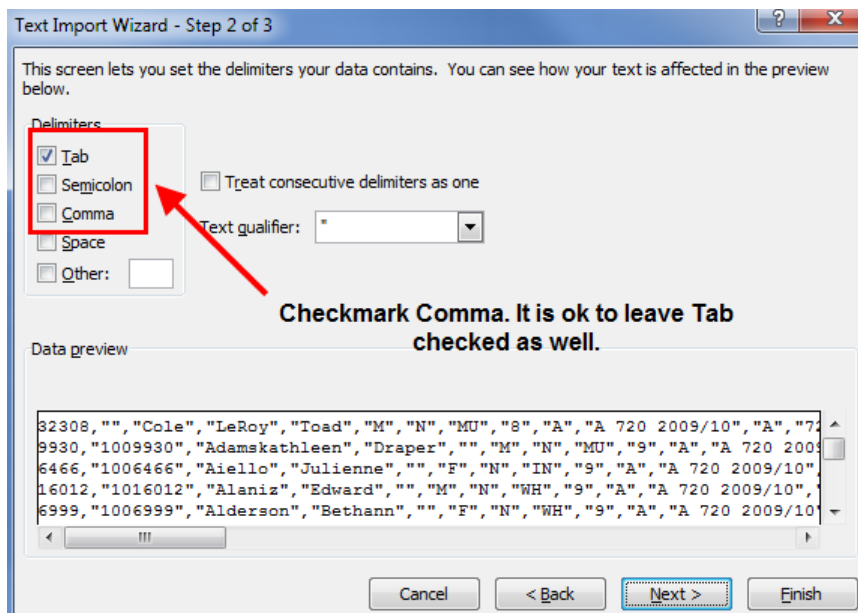 Text Import Wizard - Step 2 of 3
This screen lets you set the delimiters your data contains. You can see how your text is affected in the preview
below.
Delimiters
Tab
Semicolon
Treat consecutive delimiters as one
Comma
Text qualifier: "
Space
Other:
Checkmark Comma. It is ok to leave Tab
checked as well.
Data preview
32308,"","Cole","LeRoy","Toad","M","N","MU","8","A","A 720 2009/10","A","72
9930,"1009930","Adamskathleen","Draper","","M","N","MU","9","A","A 720 2009
6466,"1006466","Aiello","Julienne","","F","N","IN","9","A","A 720 2009/10",
16012,"1016012","Alaniz","Edward","","M","N","WH","9","A","A 720 2009/10","
6999,"1006999","Alderson","Bethann","","F","N","WH","9","A","A 720 2009/10"
Cancel
< Back
Next >
Finish